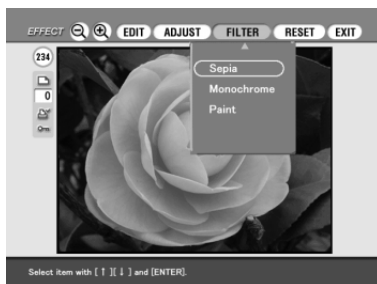 EFFECT EDIT ADJUST FILTER RESET EXIT
234
Sepia
0
Monochrome
Paint
Select item with [ ↑ ][ ↓ ] and [ENTER].